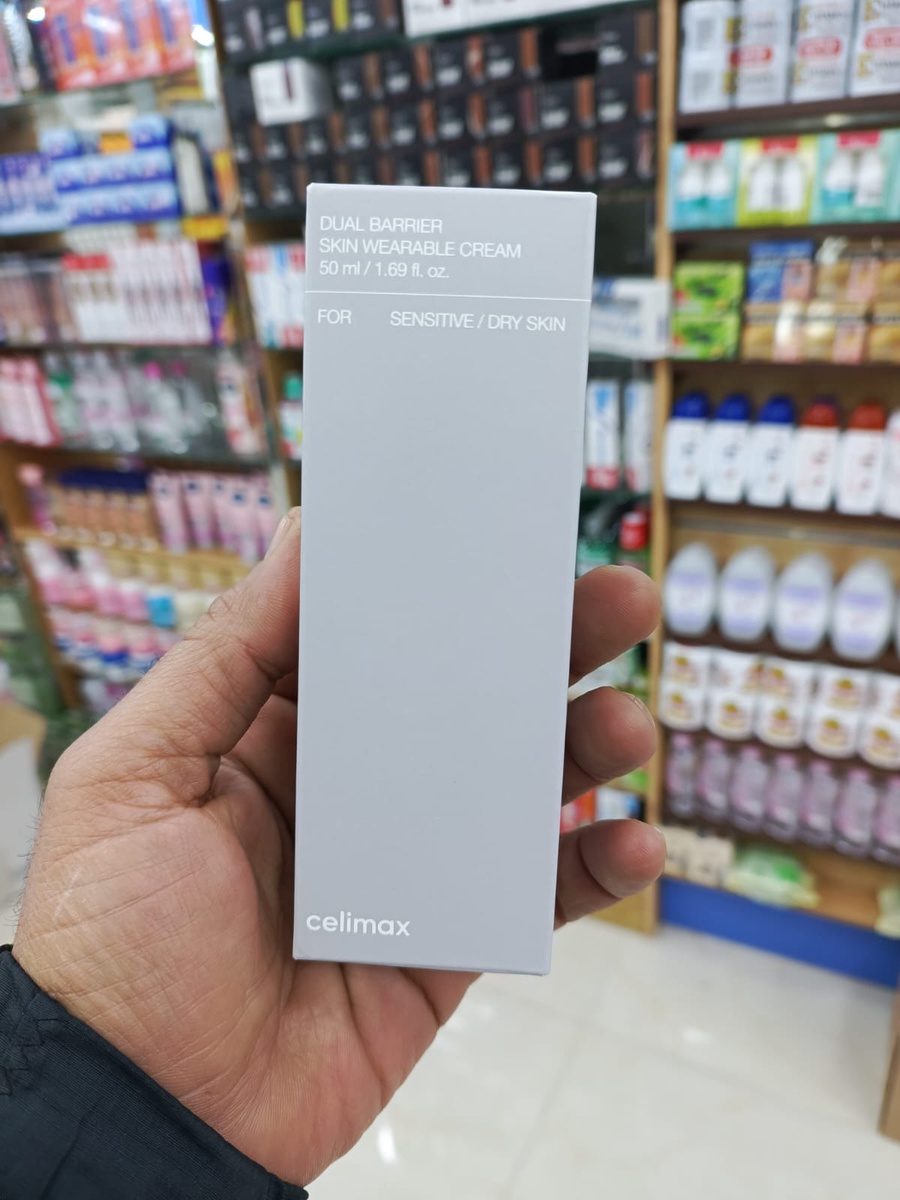 DUAL BARRIER
SKIN WEARABLE CREAM
50 ml / 1.69 fl. oz.
FOR SENSITIVE / DRY SKIN
celimax